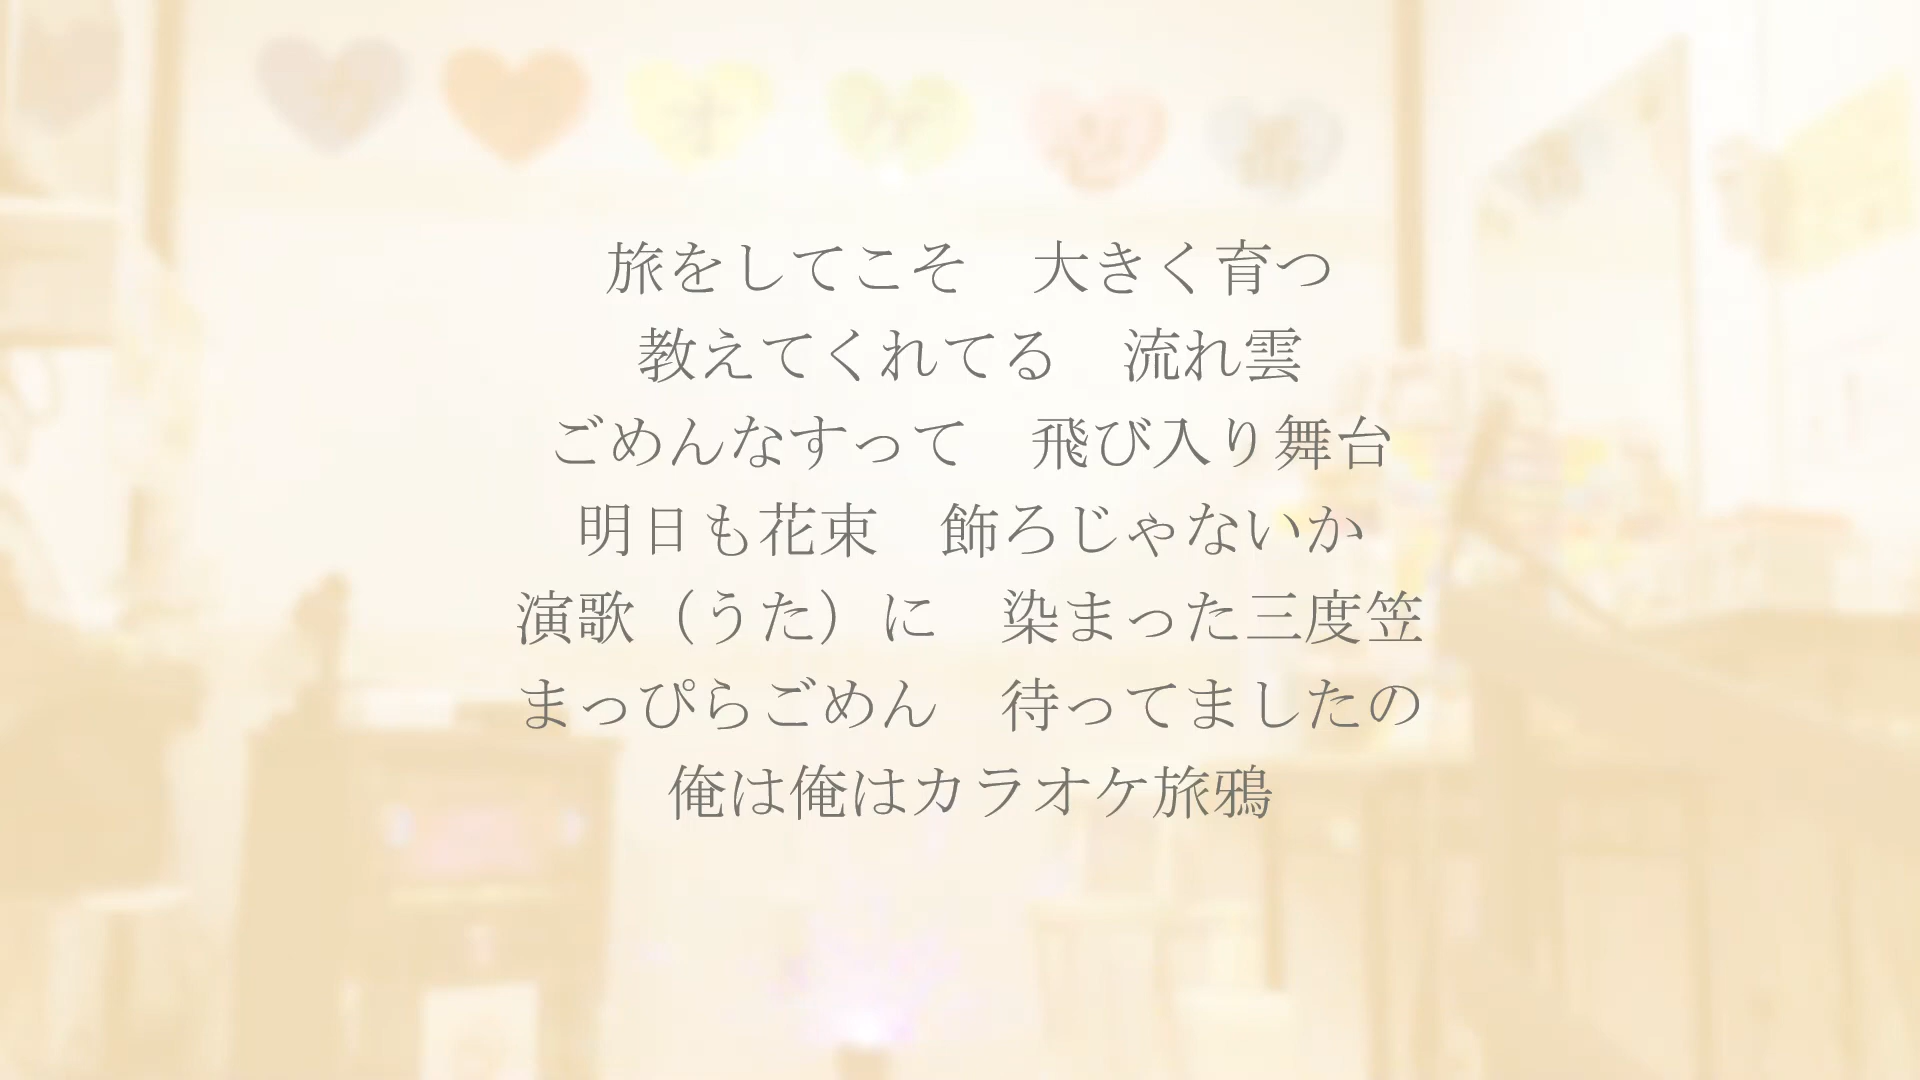 旅をしてこそ　大きく育つ
教えてくれてる　流れ雲
ごめんなすって　飛び入り舞台
明日も花束　飾ろじゃないか
演歌（うた）に　染まった三度笠
まっぴらごめん　待ってましたの
俺は俺はカラオケ旅鴉